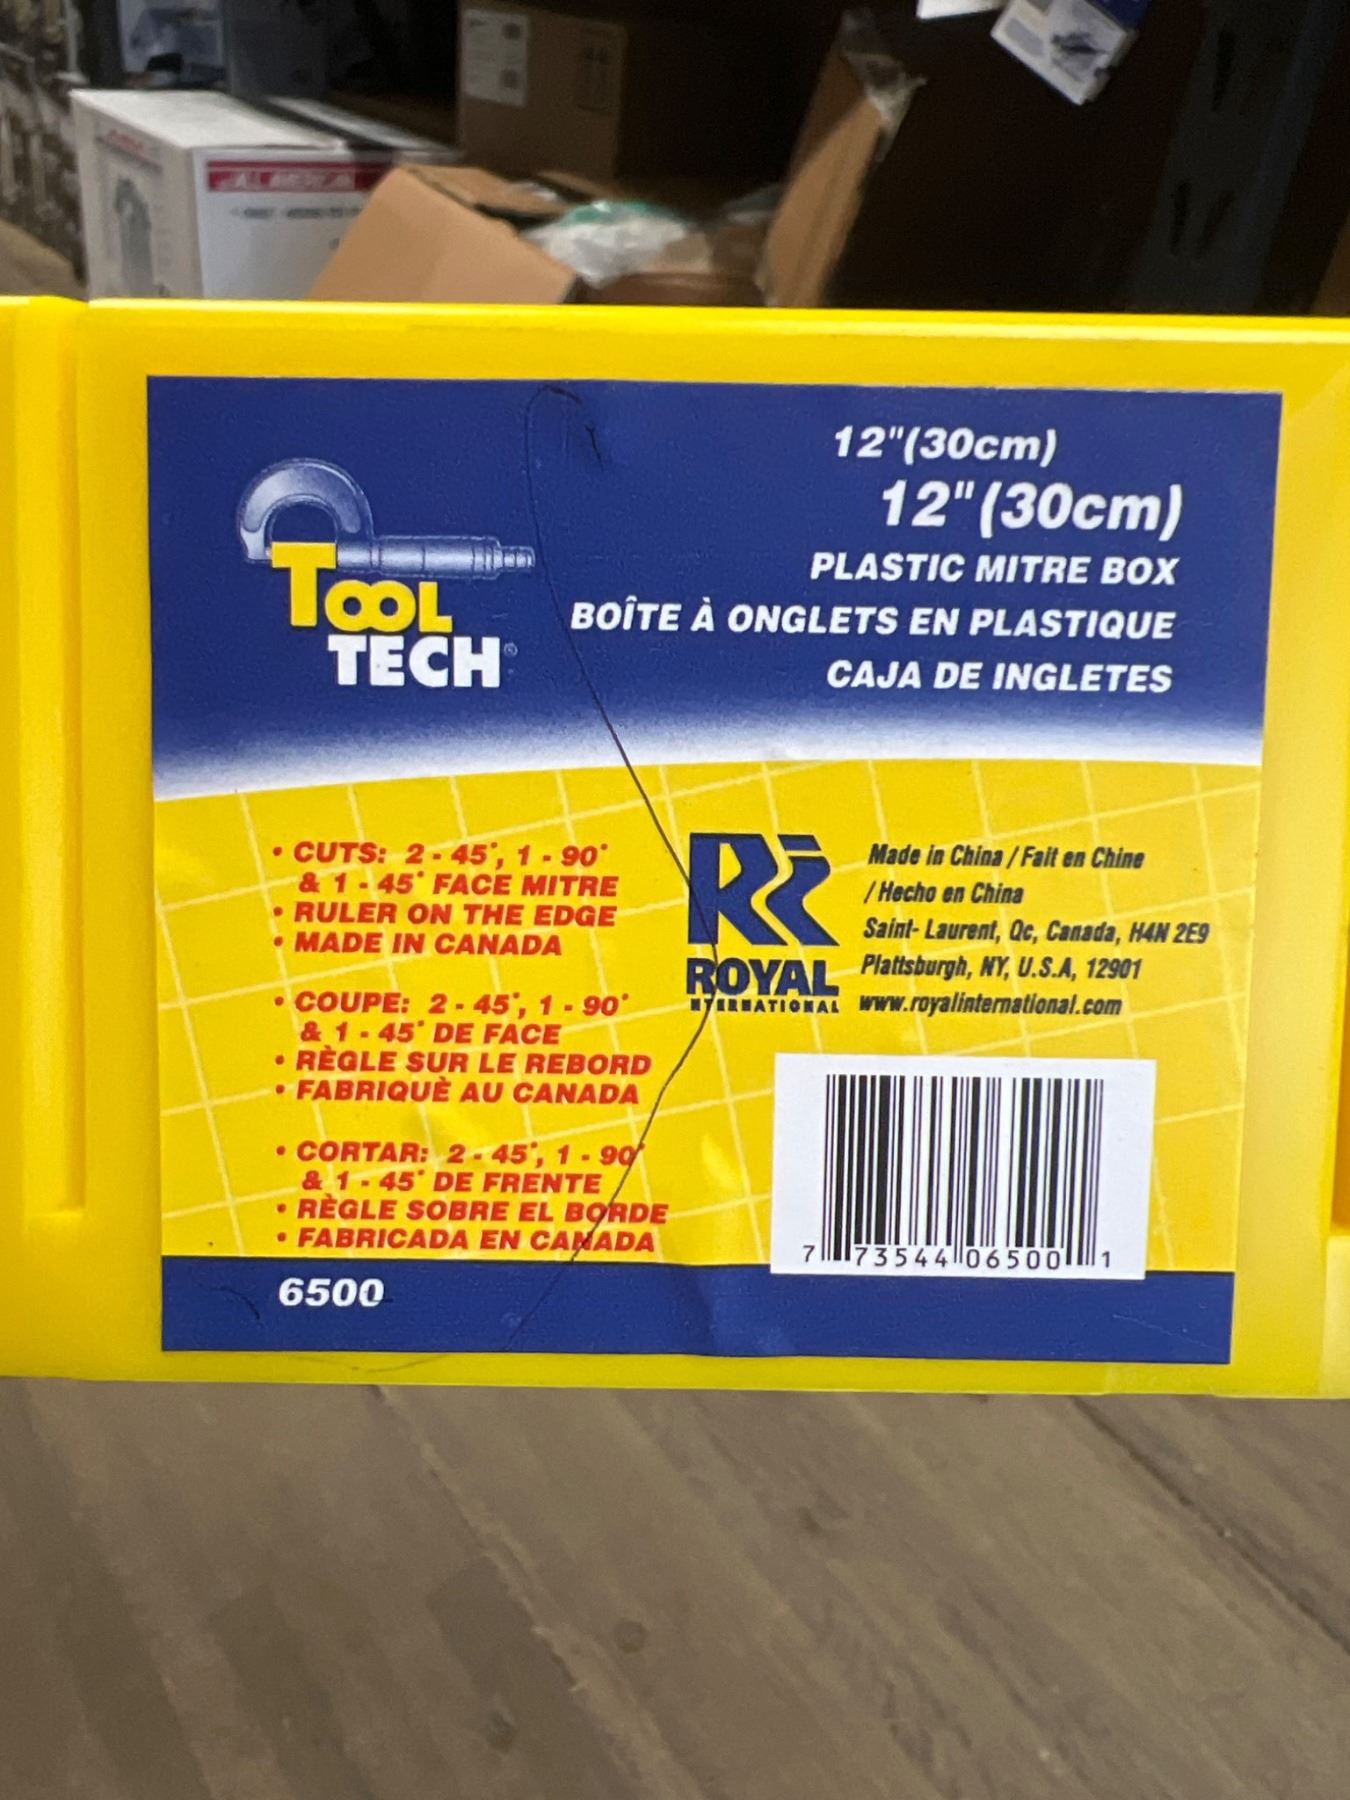 12"(30cm)
12"(30cm)
PLASTIC MITRE BOX
BOÎTE À ONGLETS EN PLASTIQUE
CAJA DE INGLETES
TOOL
TECH®
• CUTS: 2 - 45°, 1 - 90°
& 1 - 45° FACE MITRE
• RULER ON THE EDGE
• MADE IN CANADA
• COUPE: 2 - 45°, 1 - 90°
& 1 - 45° DE FACE
• RÈGLE SUR LE REBORD
• FABRIQUÈ AU CANADA
• CORTAR: 2 - 45°, 1 - 90°
& 1 - 45° DE FRENTE
• RÈGLE SOBRE EL BORDE
• FABRICADA EN CANADA
6500
ROYAL
INTERNATIONAL
Made in China / Fait en Chine
/ Hecho en China
Saint- Laurent, Qc, Canada, H4N 2E9
Plattsburgh, NY, U.S.A, 12901
www.royalinternational.com
7 73544 06500 1